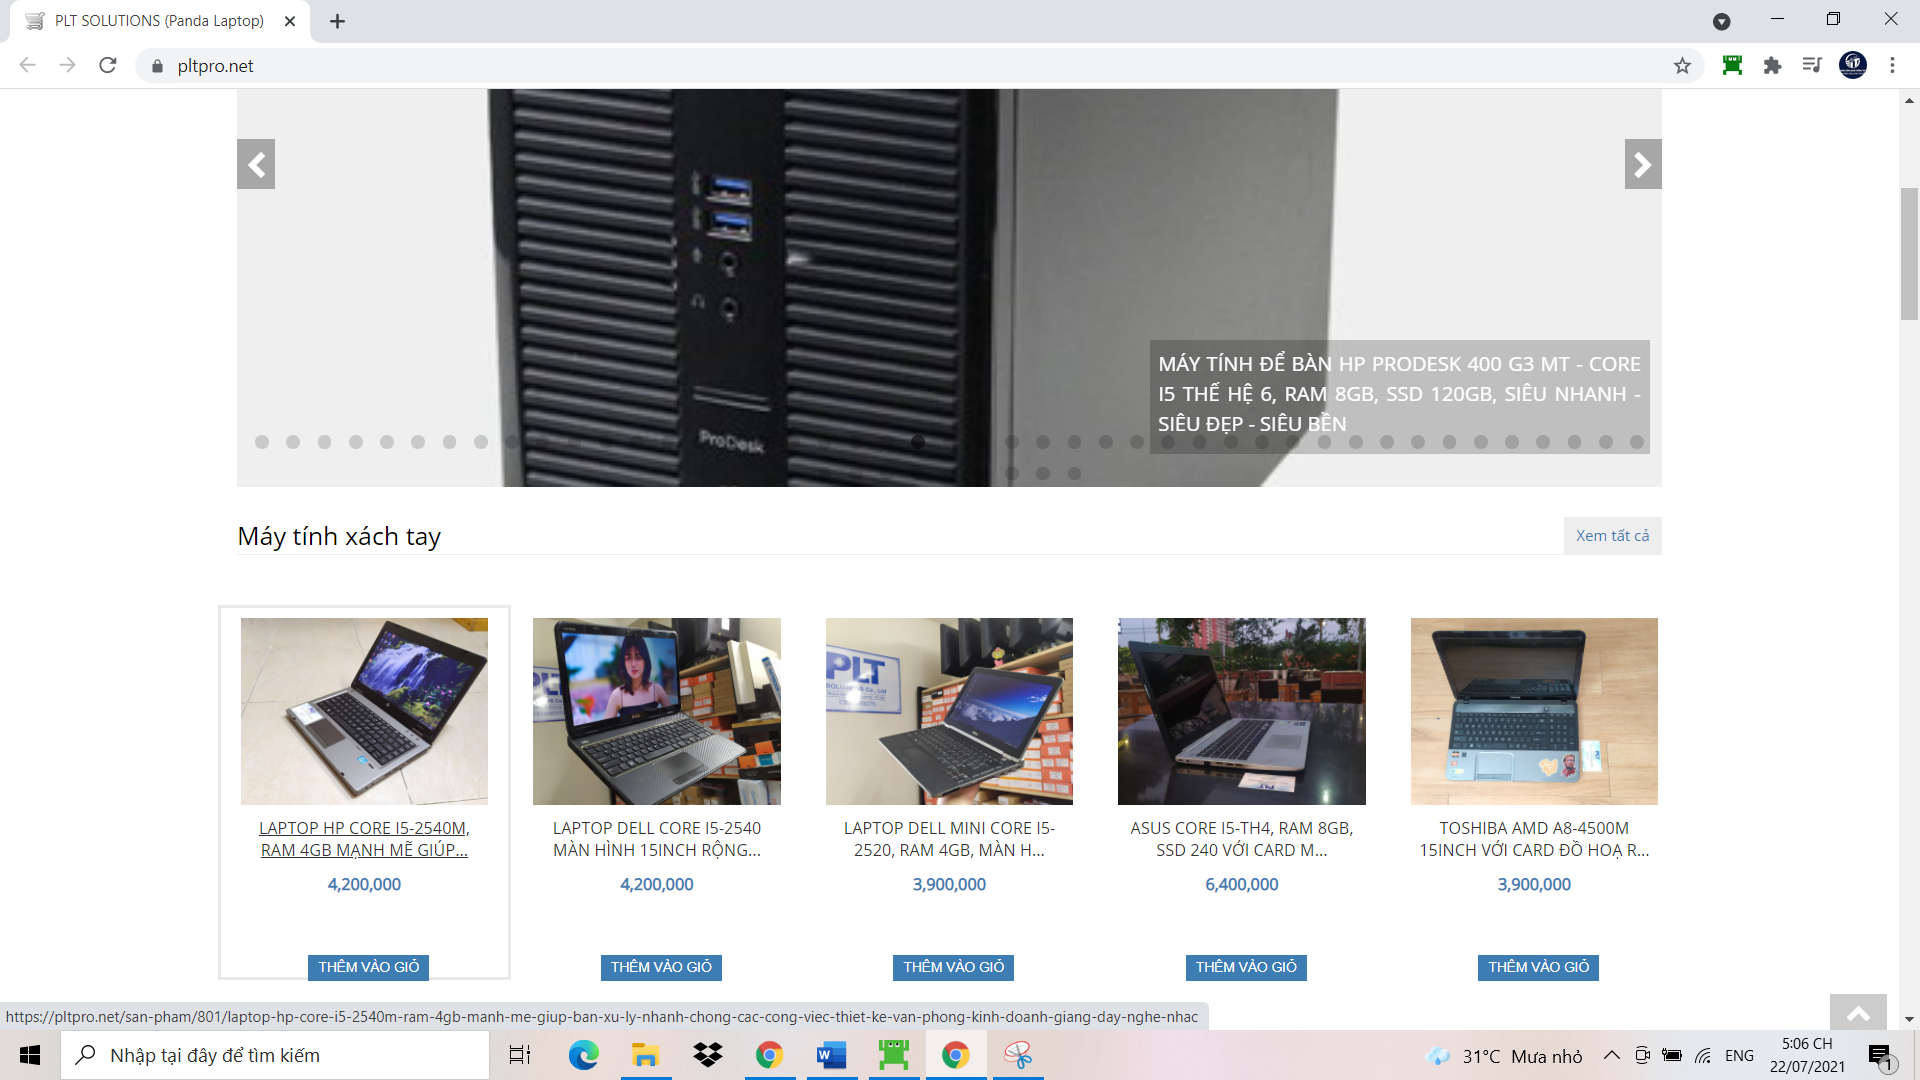 PLT SOLUTIONS (Panda Laptop)
pltpro.net
ProDesk
MÁY TÍNH ĐỂ BÀN HP PRODESK 400 G3 MT - CORE
I5 THẾ HỆ 6, RAM 8GB, SSD 120GB, SIÊU NHANH -
SIÊU ĐẸP - SIÊU BỀN
Máy tính xách tay
Xem tất cả
PLT
PLT
LAPTOP HP CORE I5-2540M,
RAM 4GB MẠNH MẼ GIÚP...
4,200,000
THÊM VÀO GIỎ
LAPTOP DELL CORE I5-2540
MÀN HÌNH 15INCH RỘNG...
4,200,000
THÊM VÀO GIỎ
LAPTOP DELL MINI CORE I5-
2520, RAM 4GB, MÀN H...
3,900,000
THÊM VÀO GIỎ
ASUS CORE I5-TH4, RAM 8GB,
SSD 240 VỚI CARD M...
6,400,000
THÊM VÀO GIỎ
TOSHIBA AMD A8-4500M
15INCH VỚI CARD ĐỒ HOẠ R...
3,900,000
THÊM VÀO GIỎ
https://pltpro.net/san-pham/801/laptop-hp-core-i5-2540m-ram-4gb-manh-me-giup-ban-xu-ly-nhanh-chong-cac-cong-viec-thiet-ke-van-phong-kinh-doanh-giang-day-nghe-nhac
Nhập tại đây để tìm kiếm
31°C Mưa nhỏ
ENG
5:06 CH
22/07/2021
1